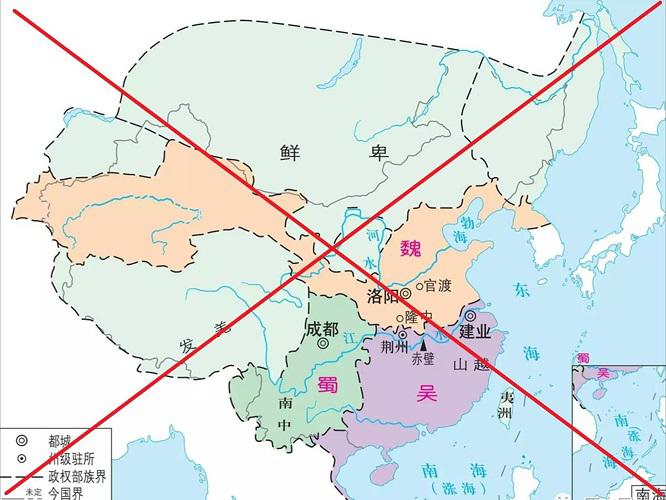 鲜卑
渤海
河水
魏
官渡
洛阳
隆中
东海
成都
江水
建业
发羌
荆州
赤壁
山越
蜀
吴
南中
夷洲
蜀
吴
南海
(涨海)
南海
(涨海)
都城
州级驻所
政权部族界
未定 今国界
南海